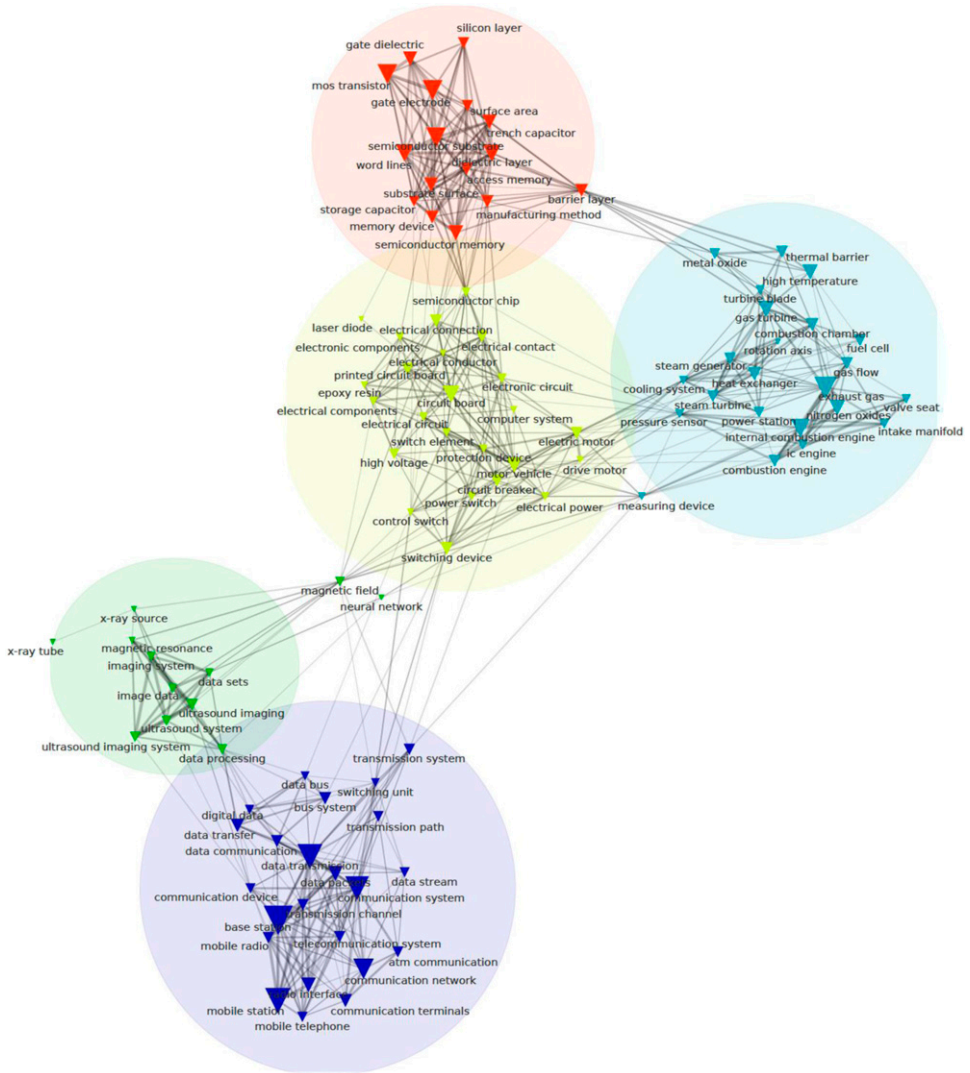 silicon layer
gate dielectric
mos transistor
gate electrode
surface area
trench capacitor
semiconductor substrate
word lines
dielectric layer
access memory
substrate surface
barrier layer
storage capacitor
manufacturing method
memory device
semiconductor memory
metal oxide
thermal barrier
high temperature
turbine blade
gas turbine
combustion chamber
rotation axis
fuel cell
steam generator
gas flow
cooling system
heat exchanger
exhaust gas
steam turbine
valve seat
pressure sensor
power station
nitrogen oxides
intake manifold
internal combustion engine
ic engine
combustion engine
measuring device
semiconductor chip
laser diode
electrical connection
electronic components
electrical contact
electrical conductor
printed circuit board
electronic circuit
epoxy resin
circuit board
electrical components
computer system
electrical circuit
switch element
electric motor
protection device
high voltage
drive motor
motor vehicle
circuit breaker
power switch
electrical power
control switch
switching device
magnetic field
neural network
x-ray source
x-ray tube
magnetic resonance
imaging system
data sets
image data
ultrasound imaging
ultrasound system
ultrasound imaging system
data processing
transmission system
data bus
switching unit
bus system
digital data
transmission path
data transfer
data communication
data transmission
data packets
data stream
communication device
communication system
transmission channel
base station
mobile radio
telecommunication system
atm communication
communication network
interface
mobile station
communication terminals
mobile telephone